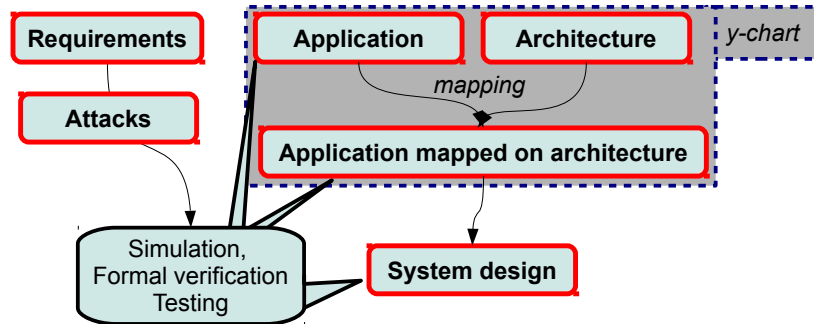 Requirements
Application
Architecture
y-chart
mapping
Attacks
Application mapped on architecture
Simulation,
Formal verification
Testing
System design